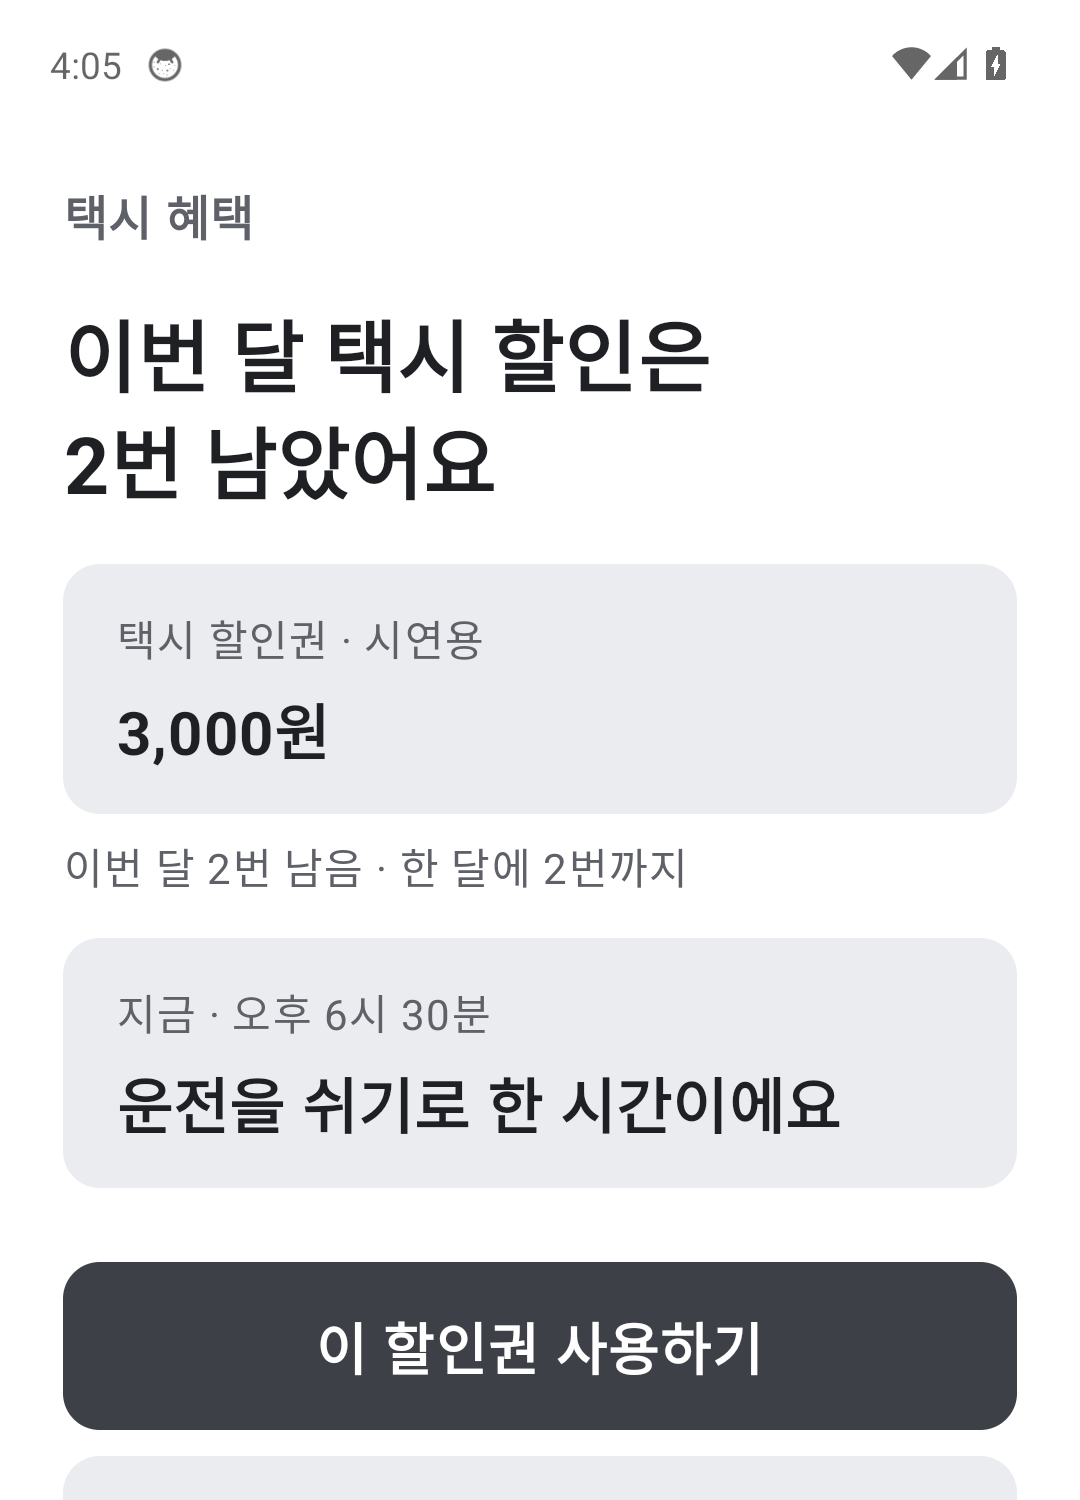 4:05
택시 혜택
이번 달 택시 할인은
2번 남았어요
택시 할인권 · 시연용
3,000원
이번 달 2번 남음 · 한 달에 2번까지
지금 · 오후 6시 30분
운전을 쉬기로 한 시간이에요
이 할인권 사용하기